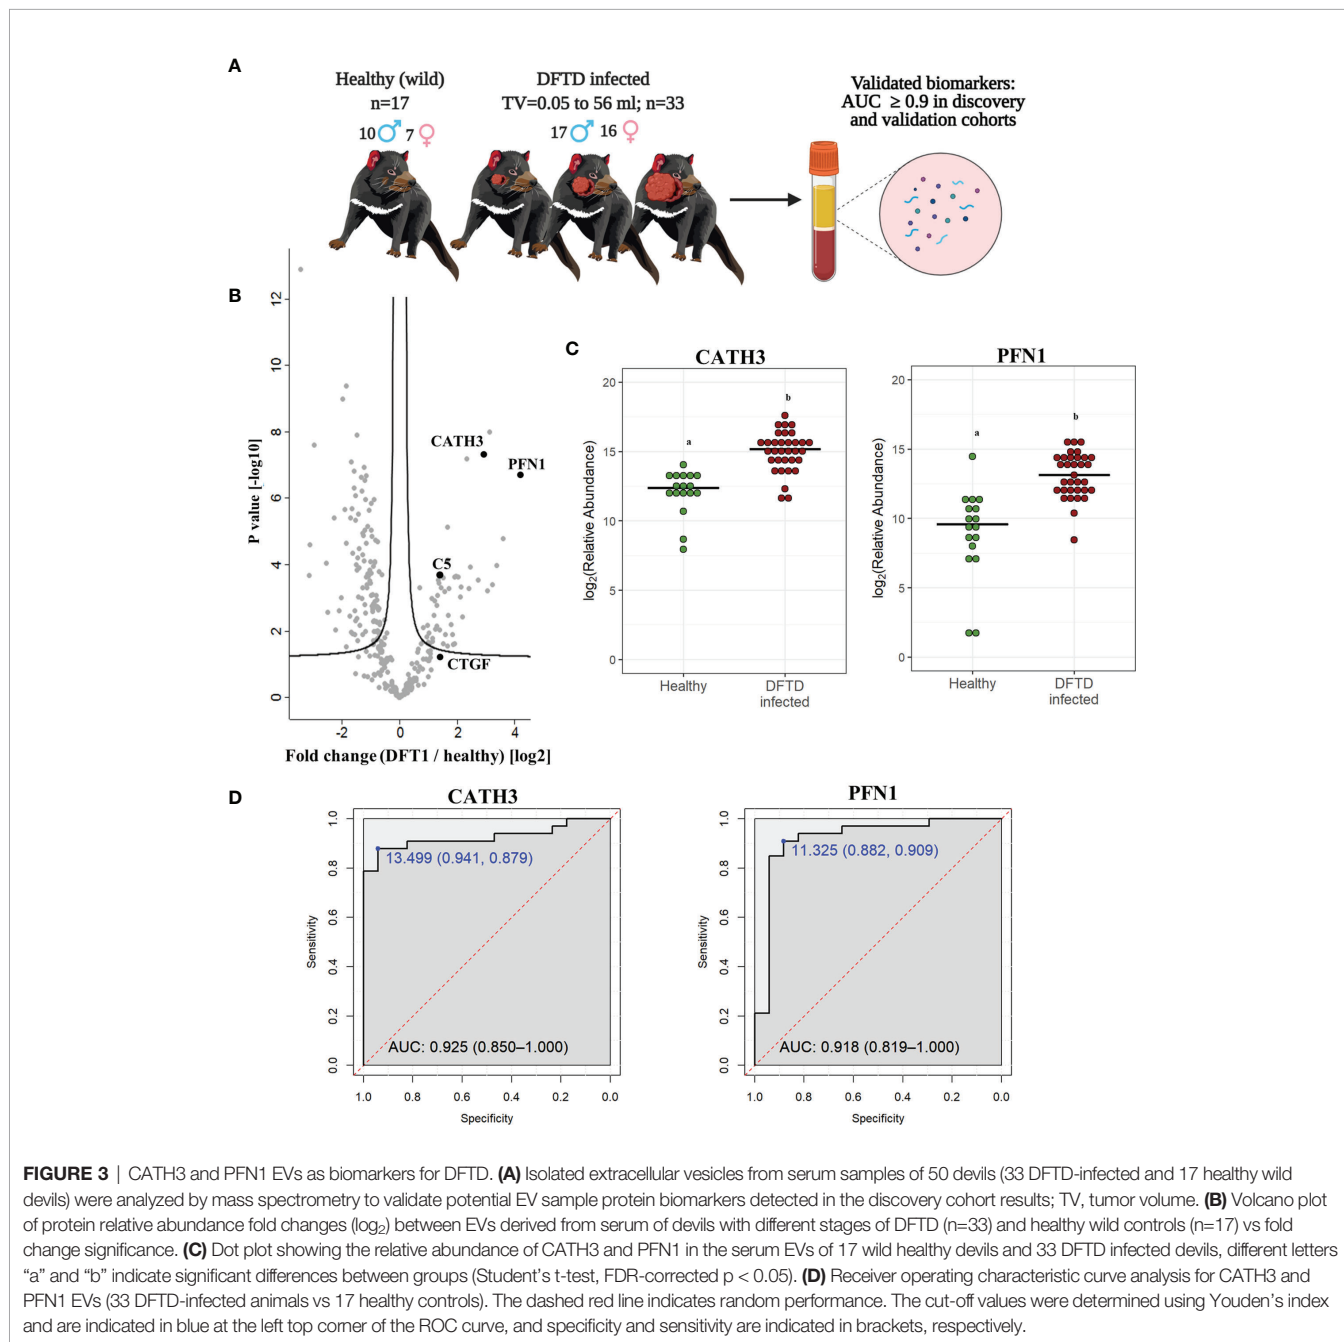 A
Healthy (wild)
n=17
10 7
DFTD infected
TV=0.05 to 56 ml; n=33
17 16
Validated biomarkers:
AUC ≥ 0.9 in discovery
and validation cohorts
B
P value [-log10]
12
10
8
6
4
2
0
CATH3
PFN1
C5
CTGF
-2 0 2 4
Fold change (DFT1 / healthy) [log2]
C
CATH3
log2(Relative Abundance)
20
15
10
5
0
a
b
Healthy
DFTD
infected
PFN1
log2(Relative Abundance)
20
15
10
5
0
a
b
Healthy
DFTD
infected
D
CATH3
Sensitivity
1.0
0.8
0.6
0.4
0.2
0.0
13.499 (0.941, 0.879)
AUC: 0.925 (0.850–1.000)
1.0 0.8 0.6 0.4 0.2 0.0
Specificity
PFN1
Sensitivity
1.0
0.8
0.6
0.4
0.2
0.0
11.325 (0.882, 0.909)
AUC: 0.918 (0.819–1.000)
1.0 0.8 0.6 0.4 0.2 0.0
Specificity
FIGURE 3 | CATH3 and PFN1 EVs as biomarkers for DFTD. (A) Isolated extracellular vesicles from serum samples of 50 devils (33 DFTD-infected and 17 healthy wild
devils) were analyzed by mass spectrometry to validate potential EV sample protein biomarkers detected in the discovery cohort results; TV, tumor volume. (B) Volcano plot
of protein relative abundance fold changes (log2) between EVs derived from serum of devils with different stages of DFTD (n=33) and healthy wild controls (n=17) vs fold
change significance. (C) Dot plot showing the relative abundance of CATH3 and PFN1 in the serum EVs of 17 wild healthy devils and 33 DFTD infected devils, different letters
“a” and “b” indicate significant differences between groups (Student’s t-test, FDR-corrected p < 0.05). (D) Receiver operating characteristic curve analysis for CATH3 and
PFN1 EVs (33 DFTD-infected animals vs 17 healthy controls). The dashed red line indicates random performance. The cut-off values were determined using Youden’s index
and are indicated in blue at the left top corner of the ROC curve, and specificity and sensitivity are indicated in brackets, respectively.